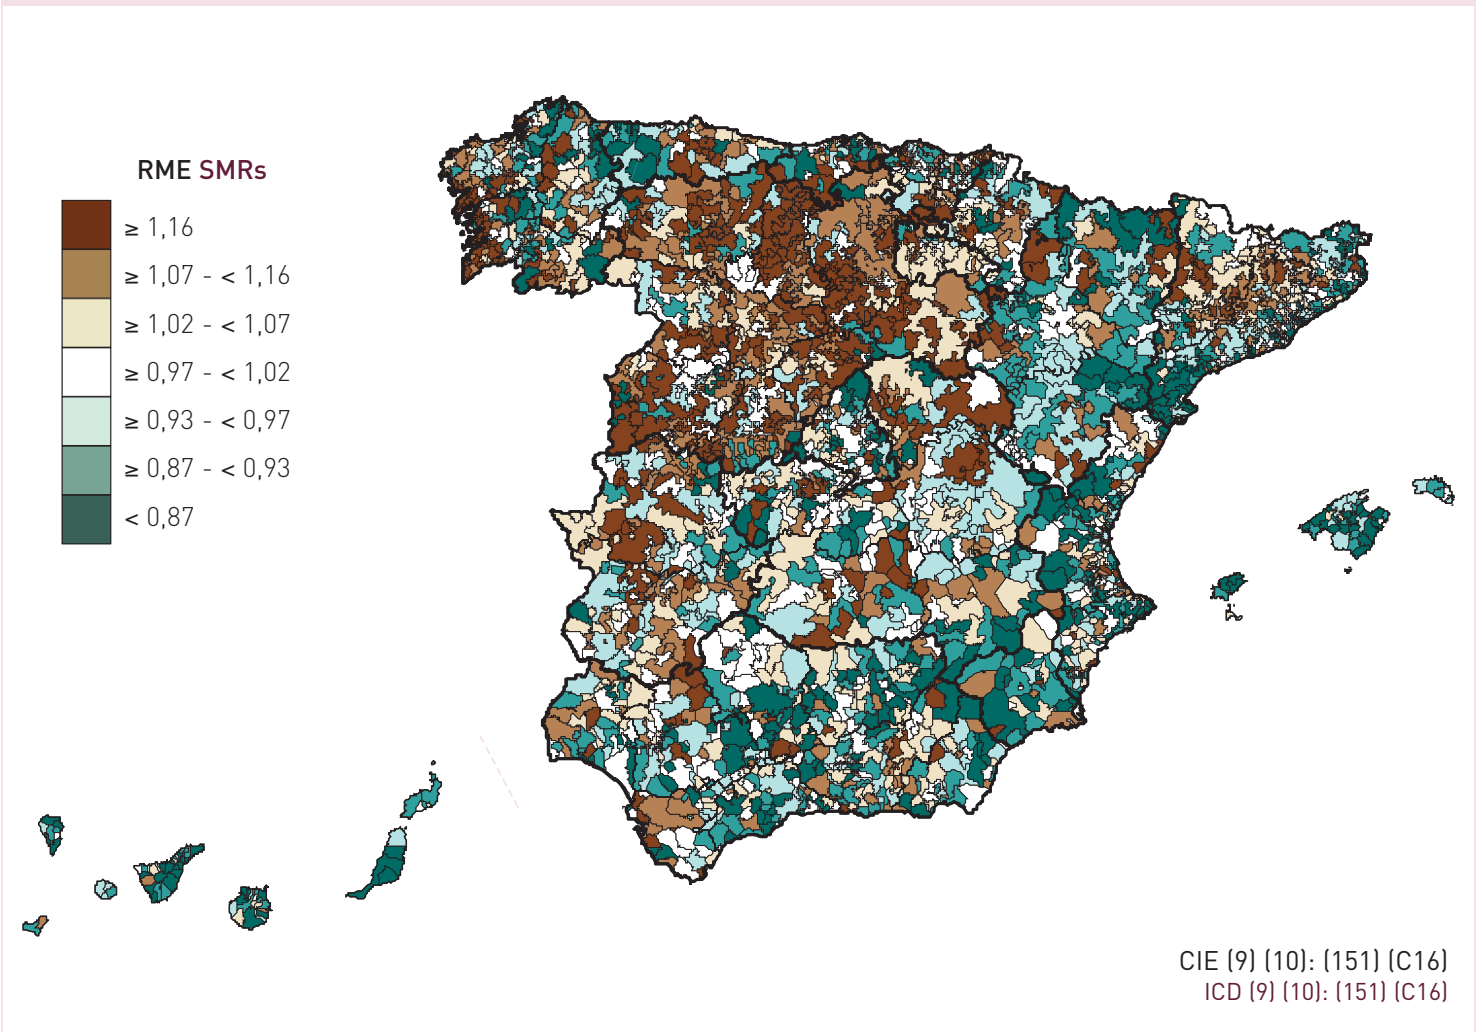 RME SMRs
≥ 1,16
≥ 1,07 - < 1,16
≥ 1,02 - < 1,07
≥ 0,97 - < 1,02
≥ 0,93 - < 0,97
≥ 0,87 - < 0,93
< 0,87
CIE (9) (10): (151) (C16)
ICD (9) (10): (151) (C16)